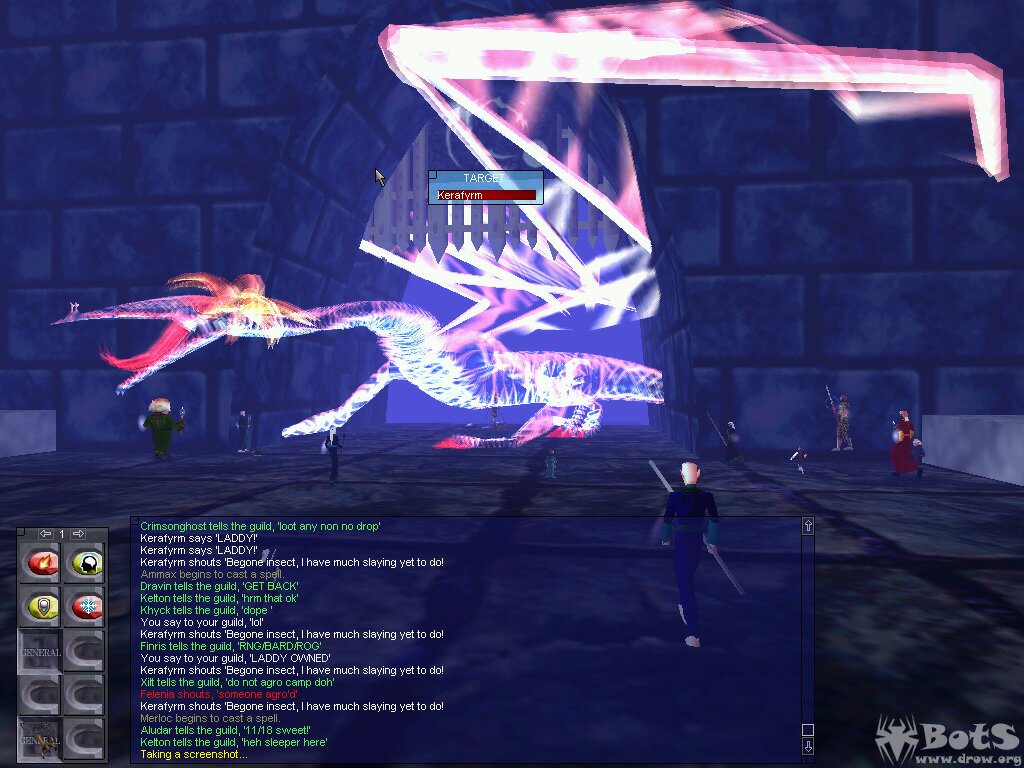 TARGET
Kerafyrm
1
GENERAL
GENERAL
Crimsonghost tells the guild, 'loot any non no drop'
Kerafyrm says 'LADDY!'
Kerafyrm says 'LADDY!'
Kerafyrm shouts 'Begone insect, I have much slaying yet to do!
Ammax begins to cast a spell.
Dravin tells the guild, 'GET BACK'
Kelton tells the guild, 'hrm that ok'
Khyck tells the guild, 'dope '
You say to your guild, 'lol'
Kerafyrm shouts 'Begone insect, I have much slaying yet to do!
Finris tells the guild, 'RNG/BARD/ROG'
You say to your guild, 'LADDY OWNED'
Kerafyrm shouts 'Begone insect, I have much slaying yet to do!
Xilt tells the guild, 'do not agro camp doh'
Felenia shouts, 'someone agro'd'
Kerafyrm shouts 'Begone insect, I have much slaying yet to do!
Merloc begins to cast a spell.
Aludar tells the guild, '11/18 sweet!'
Kelton tells the guild, 'heh sleeper here'
Taking a screenshot...
BotS
www.drow.org